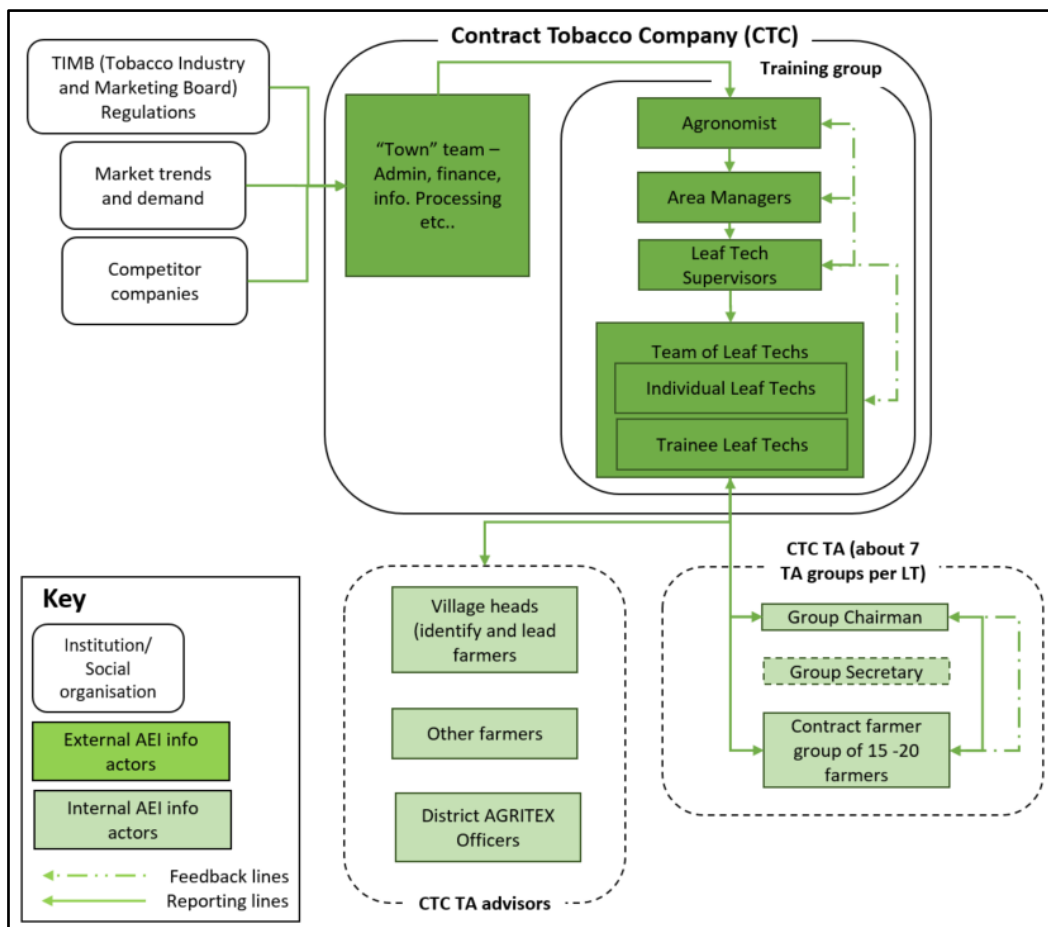 Contract Tobacco Company (CTC)
Training group
TIMB (Tobacco Industry
and Marketing Board)
Regulations
Market trends
and demand
Competitor
companies
“Town” team –
Admin, finance,
info. Processing
etc..
Agronomist
Area Managers
Leaf Tech
Supervisors
Team of Leaf Techs
Individual Leaf Techs
Trainee Leaf Techs
CTC TA (about 7
TA groups per LT)
Group Chairman
Group Secretary
Contract farmer
group of 15 -20
farmers
Village heads
(identify and lead
farmers
Other farmers
District AGRITEX
Officers
CTC TA advisors
Key
Institution/
Social
organisation
External AEI info
actors
Internal AEI info
actors
Feedback lines
Reporting lines